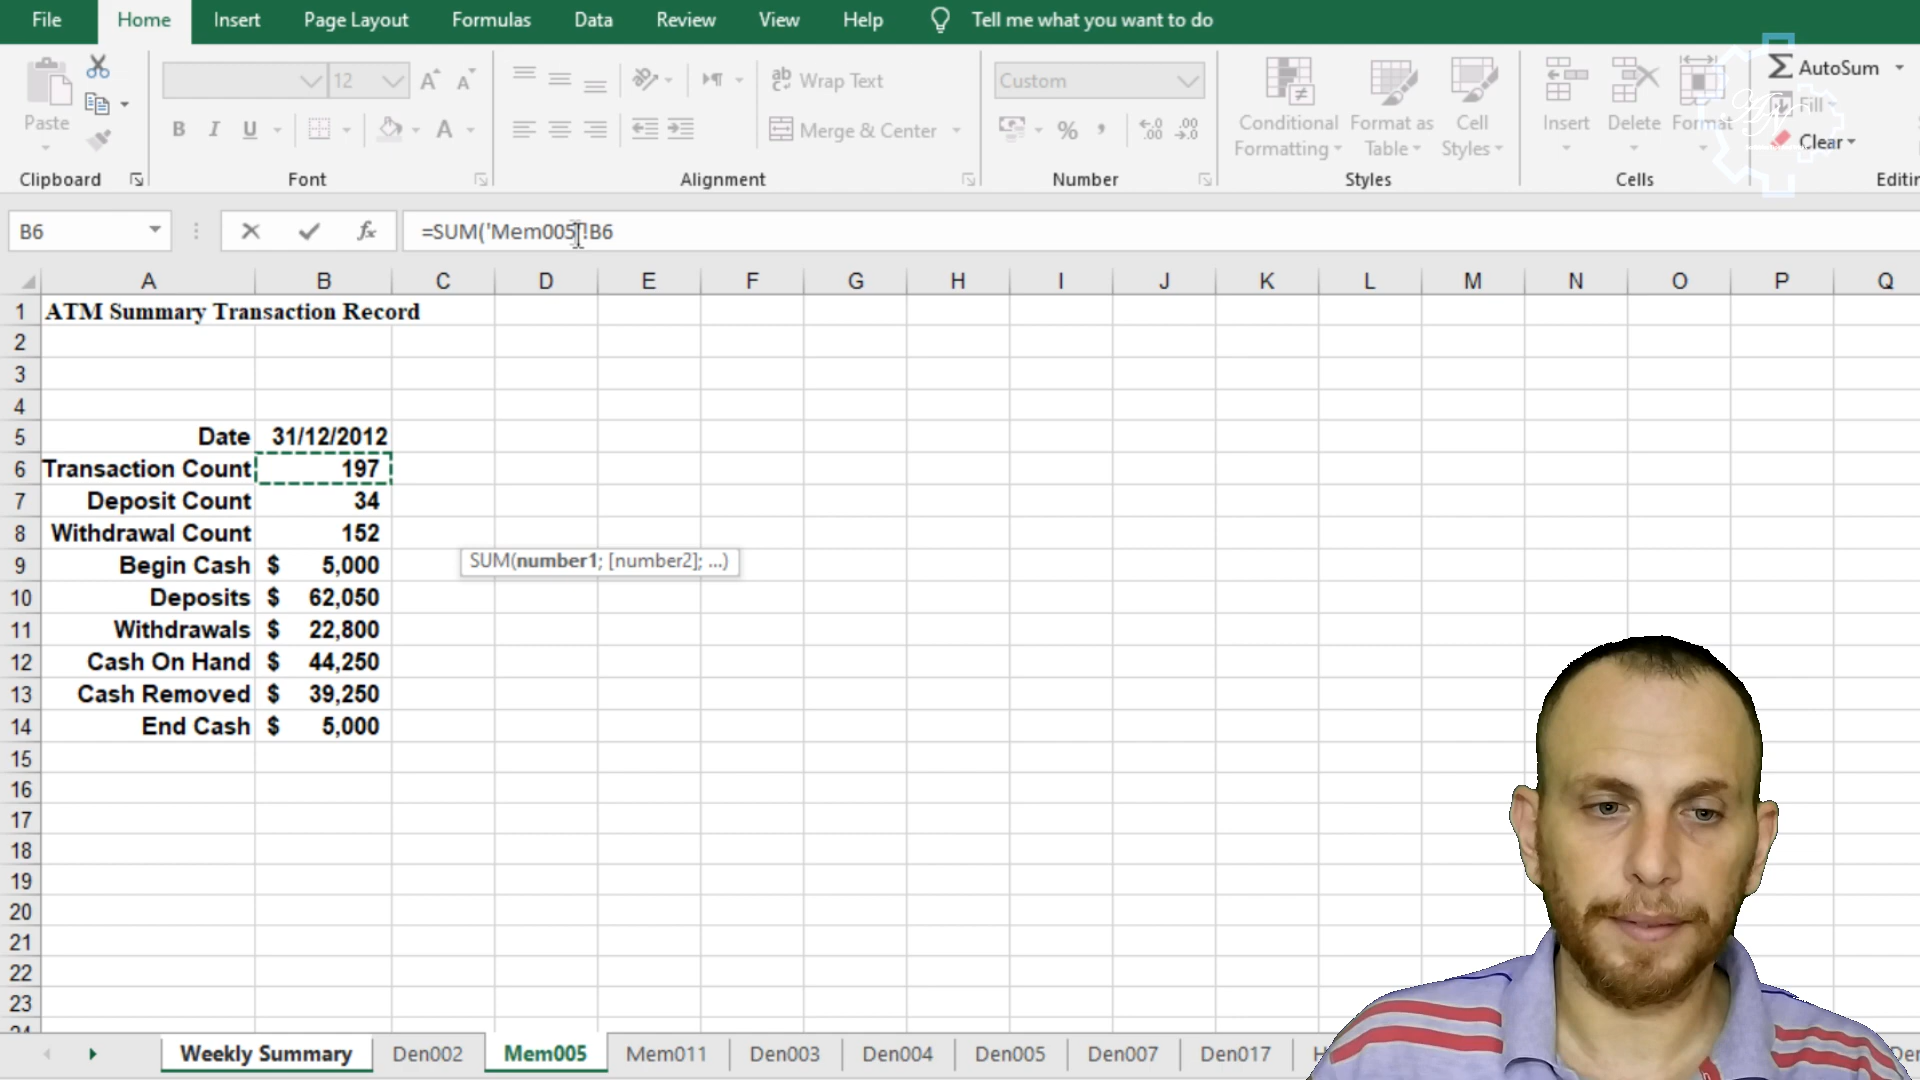 File Home Insert Page Layout Formulas Data Review View Help Tell me what you want to do
12 Wrap Text Custom AutoSum
Fill
Paste B I U A Merge & Center % Conditional Formatting Format as Table Cell Styles Insert Delete Format Clear
Clipboard Font Alignment Number Styles Cells
B6 fx =SUM('Mem005'!B6
A B C D E F G H I J K L M N O P Q
1 ATM Summary Transaction Record
2
3
4
5 Date 31/12/2012
6 Transaction Count 197
7 Deposit Count 34
8 Withdrawal Count 152
SUM(number1; [number2]; ...)
9 Begin Cash $ 5,000
10 Deposits $ 62,050
11 Withdrawals $ 22,800
12 Cash On Hand $ 44,250
13 Cash Removed $ 39,250
14 End Cash $ 5,000
15
16
17
18
19
20
21
22
23
Weekly Summary Den002 Mem005 Mem011 Den003 Den004 Den005 Den007 Den017